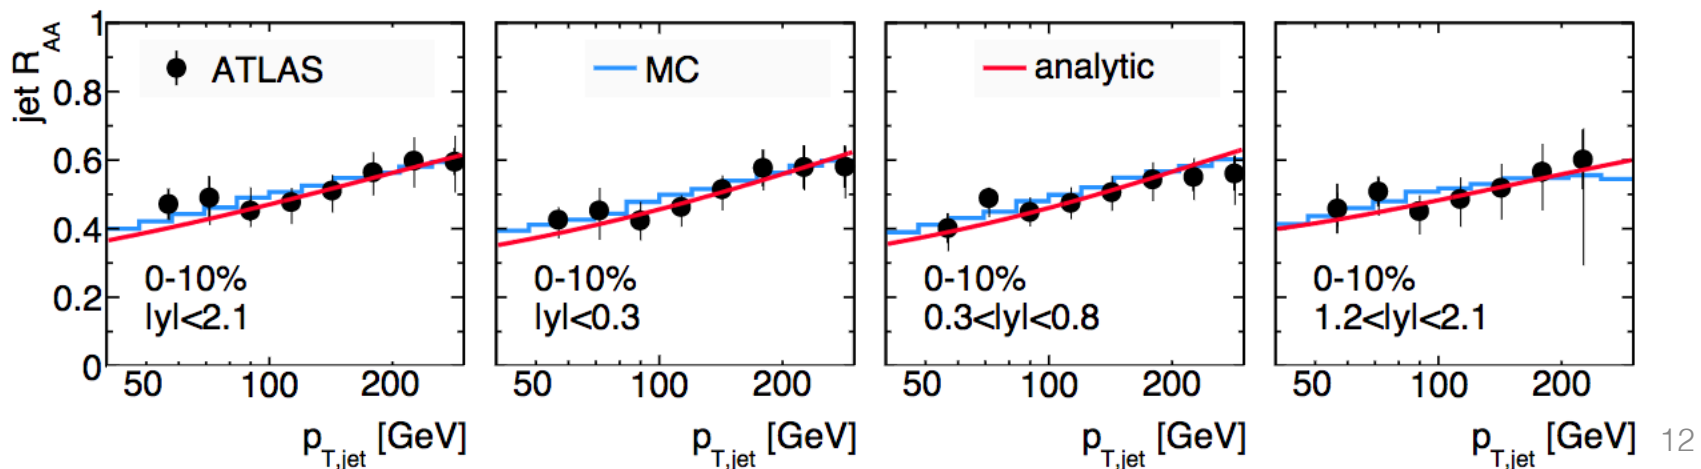 jet R_AA
1
0.8
0.6
0.4
0.2
0
ATLAS
0-10%
|y|<2.1
50 100 200
p_T,jet [GeV]
MC
0-10%
|y|<0.3
50 100 200
p_T,jet [GeV]
analytic
0-10%
0.3<|y|<0.8
50 100 200
p_T,jet [GeV]
0-10%
1.2<|y|<2.1
50 100 200
p_T,jet [GeV]
12